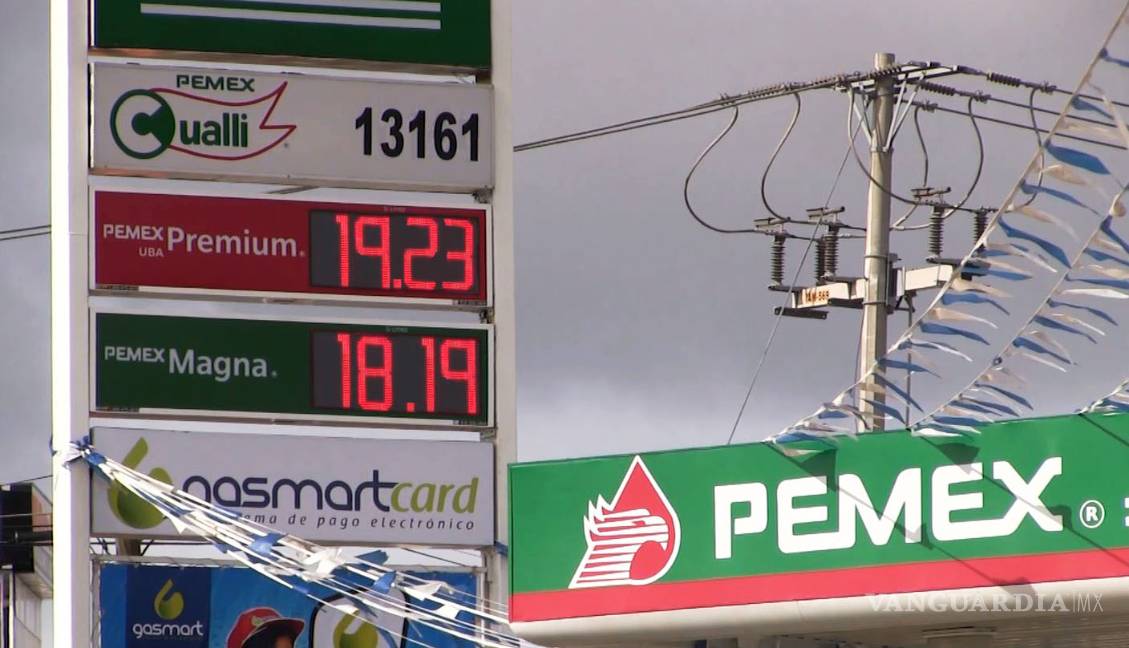 PEMEX
Cualli 13161
PEMEX Premium®
UBA
19.23
PEMEX Magna®
18.19
gasmartcard
ema de pago electrónico
gasmart
PEMEX®
VANGUARDIA MX